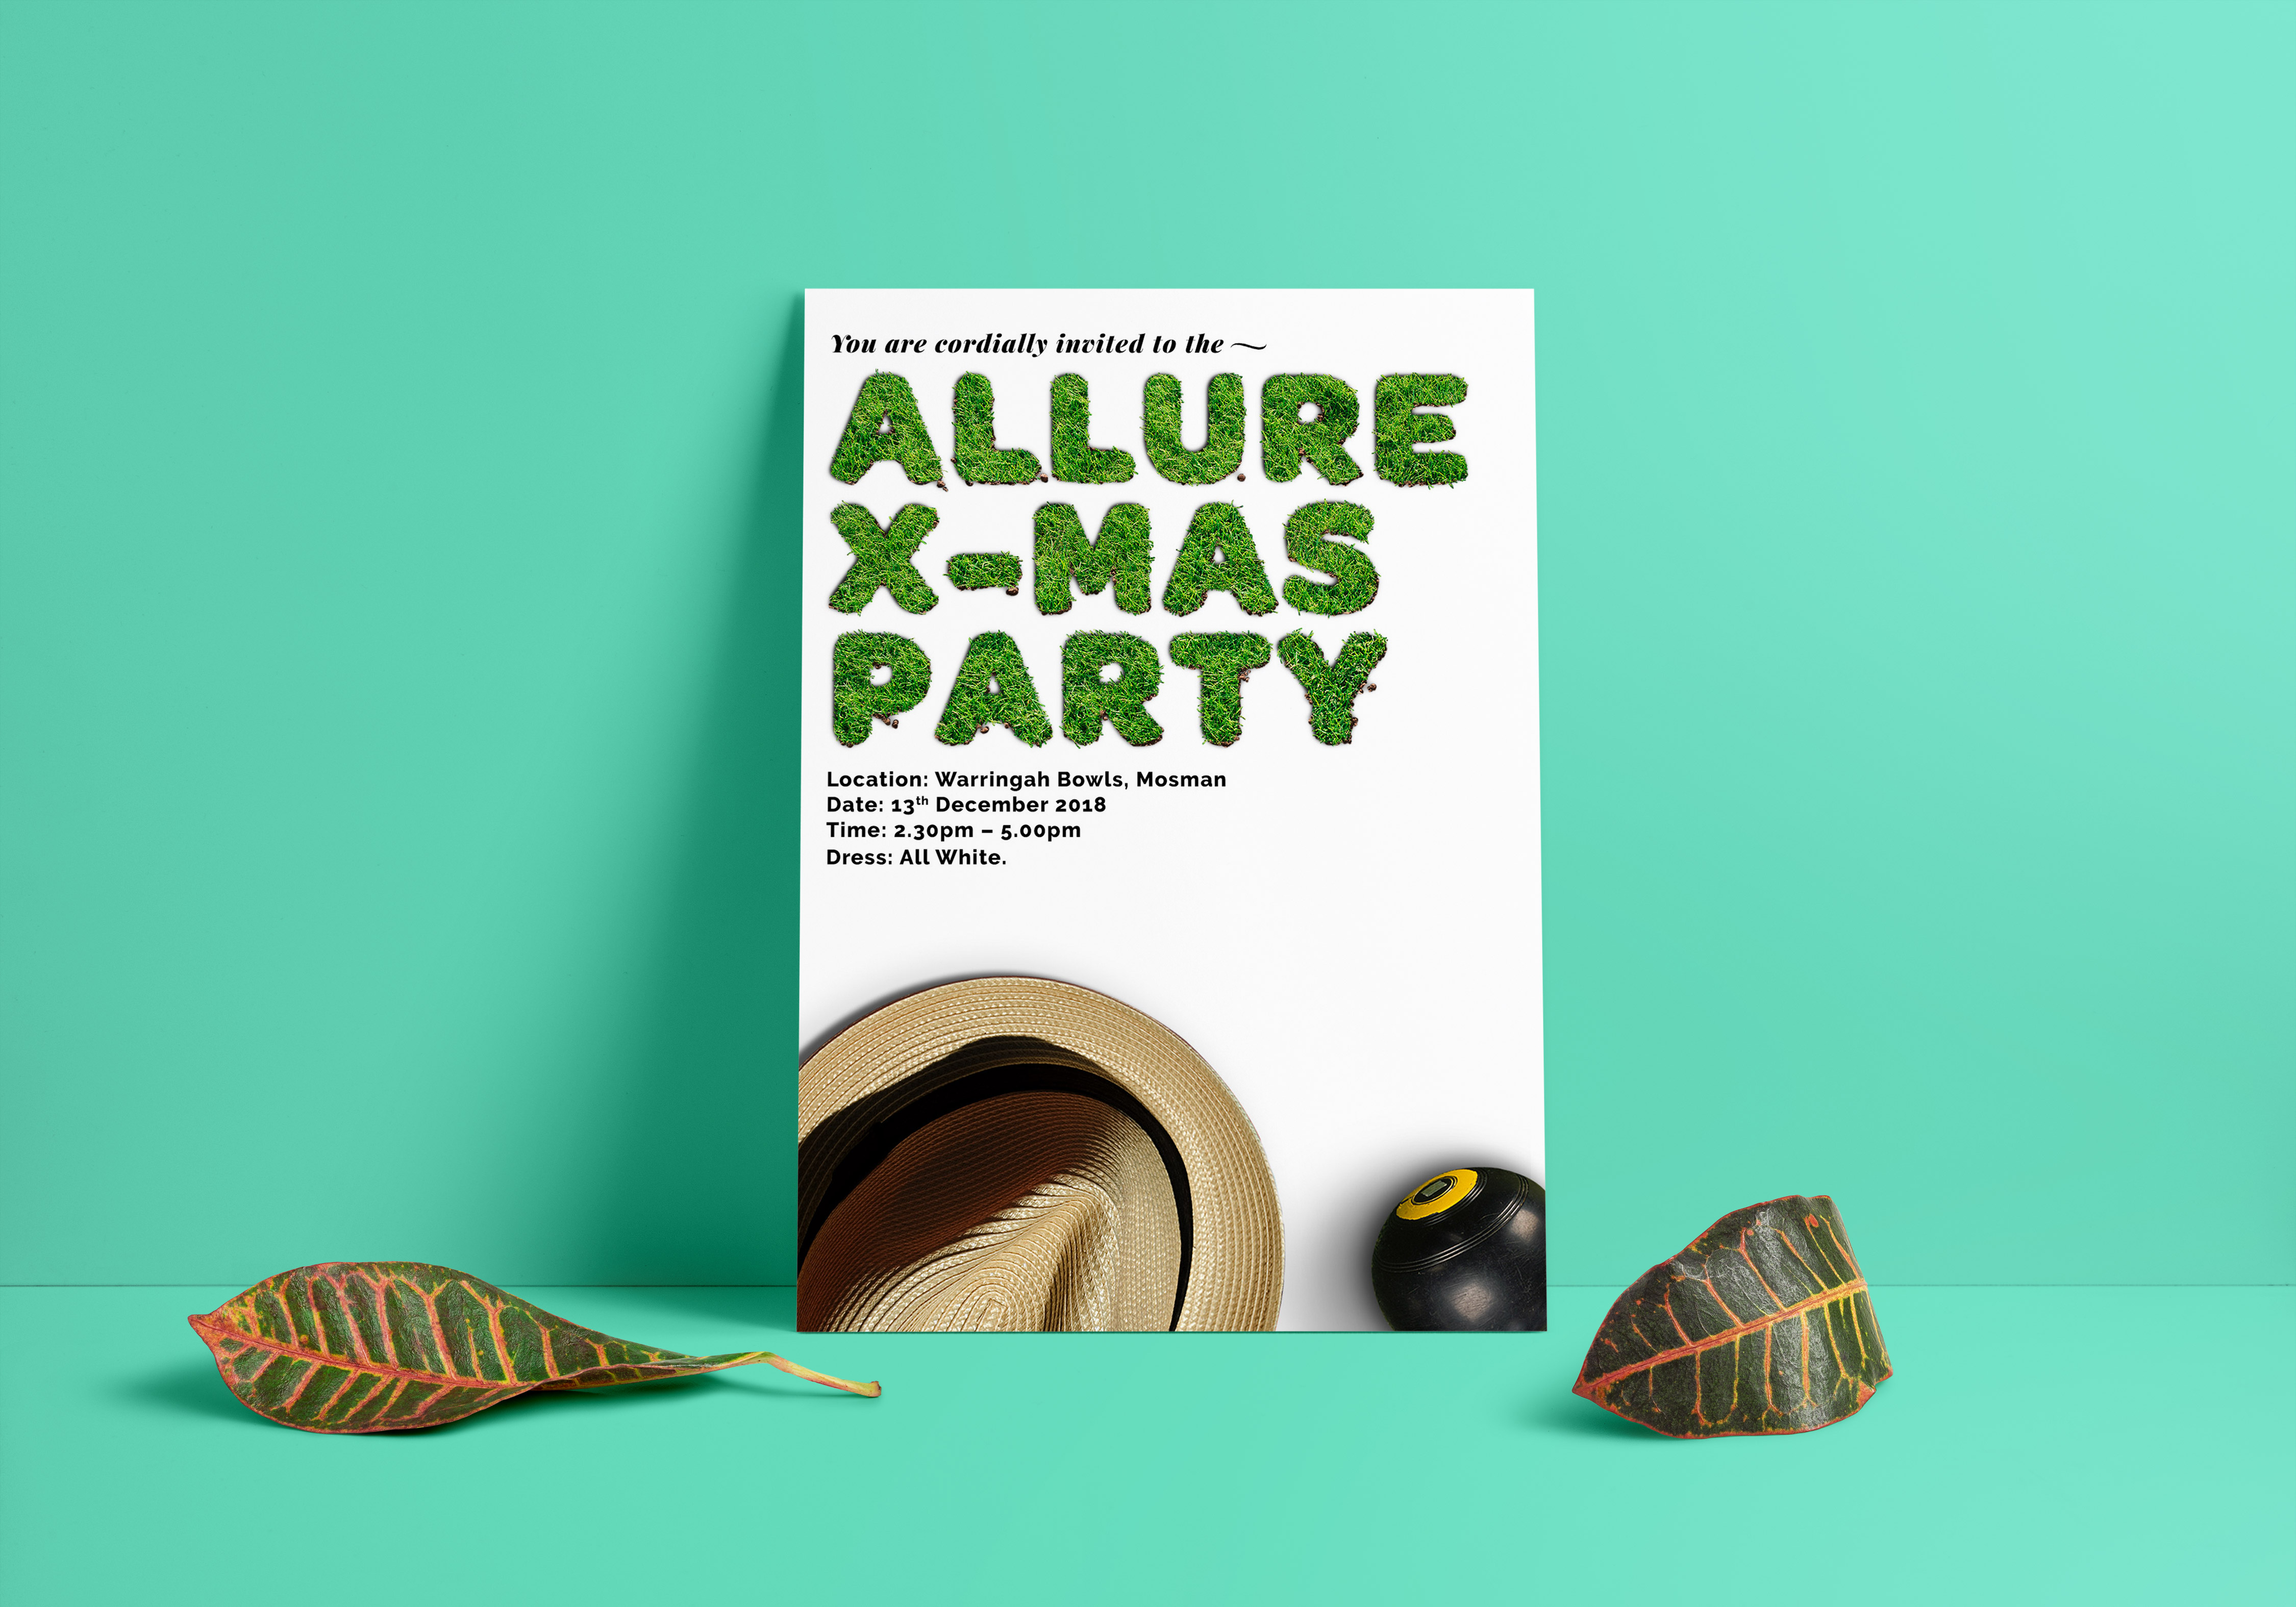 You are cordially invited to the ~
ALLURE
X-MAS
PARTY
Location: Warringah Bowls, Mosman
Date: 13th December 2018
Time: 2.30pm – 5.00pm
Dress: All White.